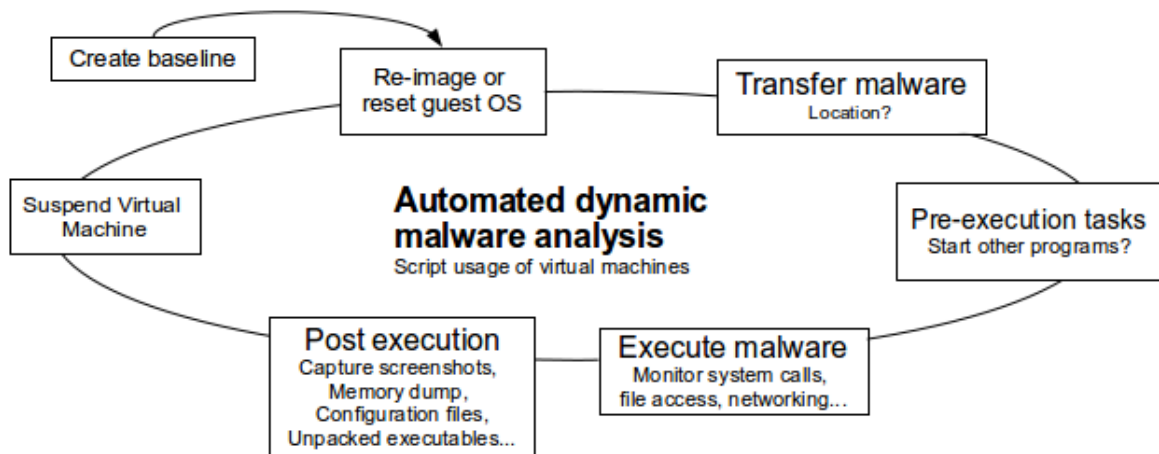 Create baseline
Re-image or
reset guest OS
Transfer malware
Location?
Pre-execution tasks
Start other programs?
Execute malware
Monitor system calls,
file access, networking...
Post execution
Capture screenshots,
Memory dump,
Configuration files,
Unpacked executables...
Suspend Virtual
Machine
Automated dynamic
malware analysis
Script usage of virtual machines